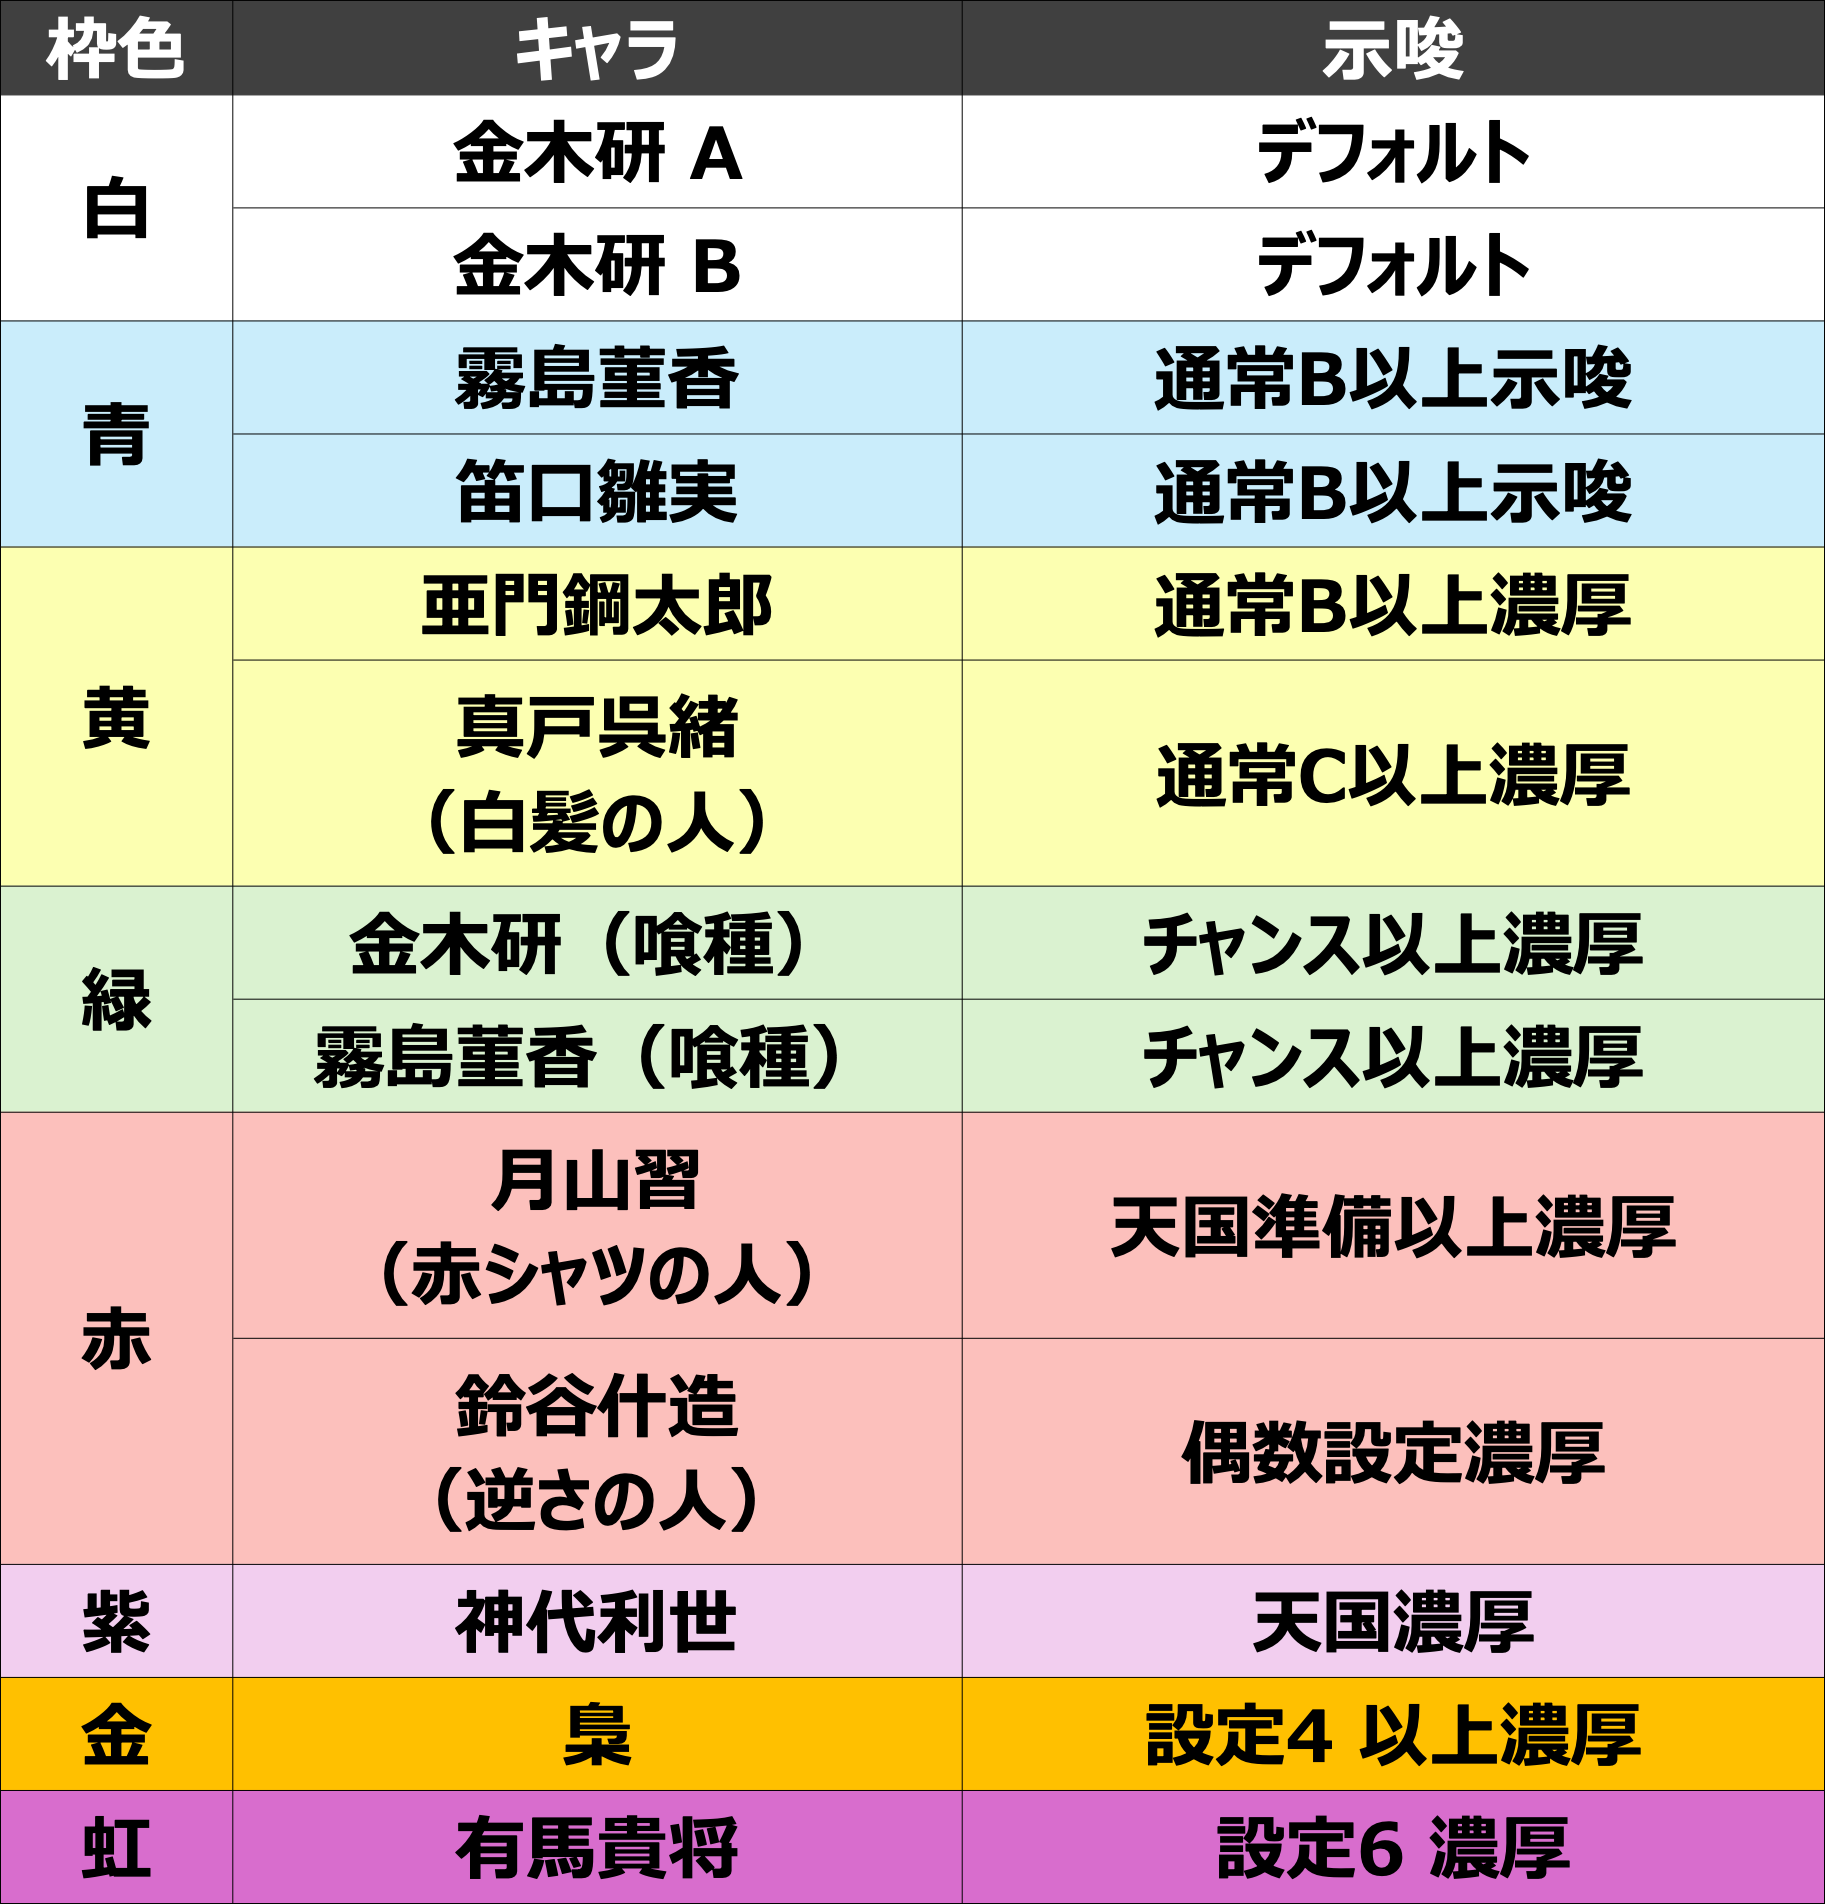 枠色 キャラ 示唆
白 金木研 A デフォルト
金木研 B デフォルト
青 霧島董香 通常B以上示唆
笛口雛実 通常B以上示唆
黄 亜門鋼太郎 通常B以上濃厚
真戸呉緒
（白髪の人） 通常C以上濃厚
緑 金木研（喰種） チャンス以上濃厚
霧島董香（喰種） チャンス以上濃厚
赤 月山習
（赤シャツの人） 天国準備以上濃厚
鈴谷什造
（逆さの人） 偶数設定濃厚
紫 神代利世 天国濃厚
金 梟 設定4 以上濃厚
虹 有馬貴将 設定6 濃厚